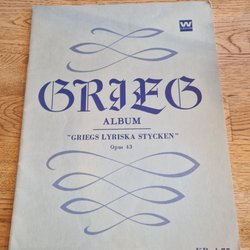 W
GRIEG
ALBUM
"GRIEGS LYRISKA STYCKEN"
Opus 43